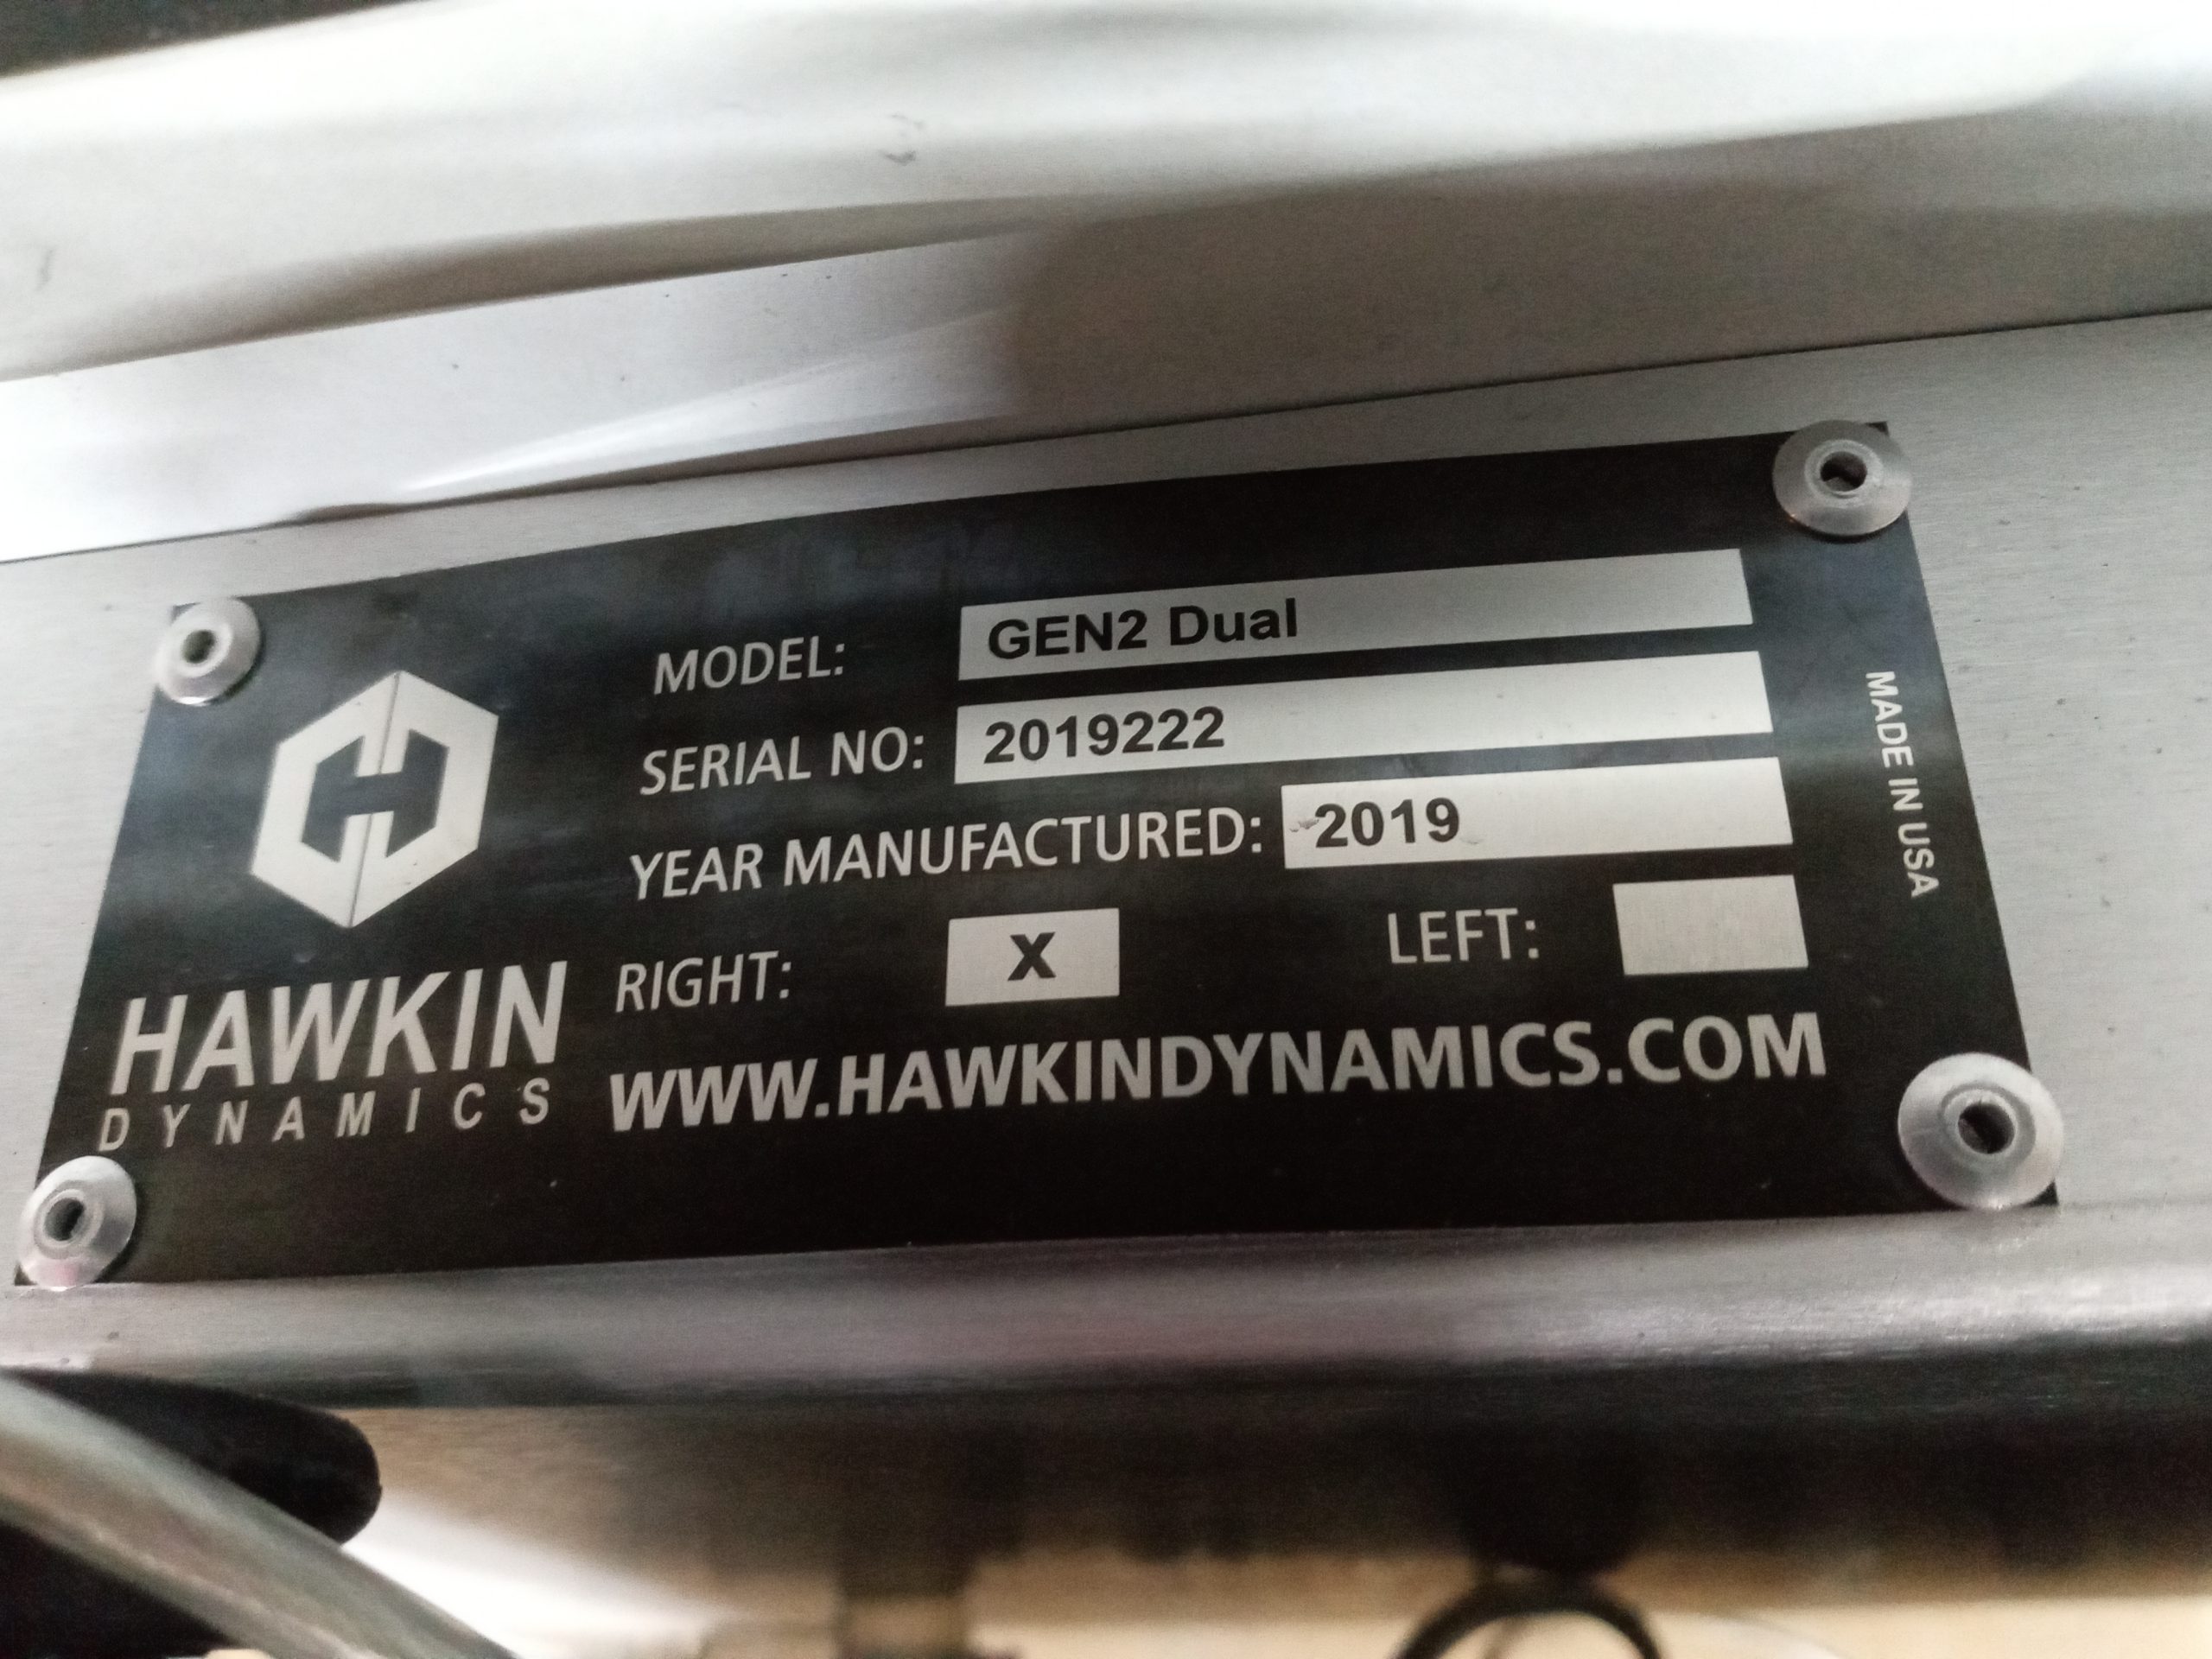 MODEL: GEN2 Dual
SERIAL NO: 2019222
YEAR MANUFACTURED: 2019
RIGHT: X LEFT:
WWW.HAWKINDYNAMICS.COM
HAWKIN
DYNAMICS
MADE IN USA